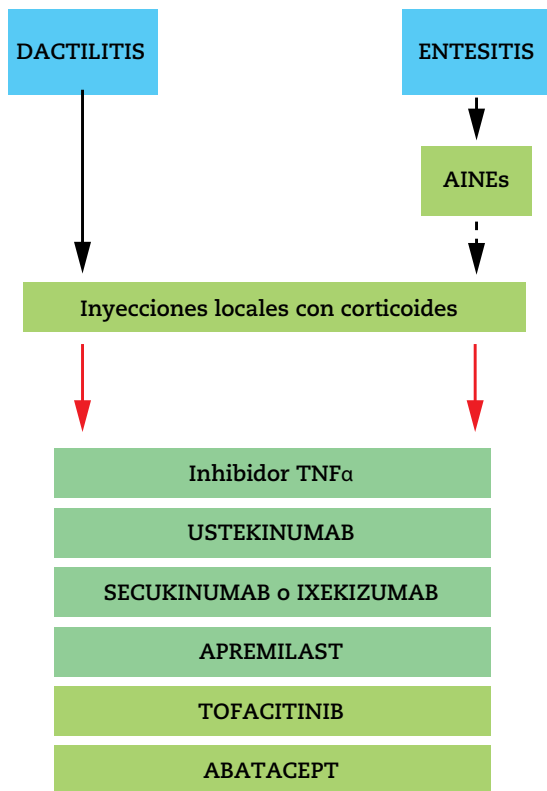 DACTILITIS
ENTESITIS
AINEs
Inyecciones locales con corticoides
Inhibidor TNFα
USTEKINUMAB
SECUKINUMAB o IXEKIZUMAB
APREMILAST
TOFACITINIB
ABATACEPT